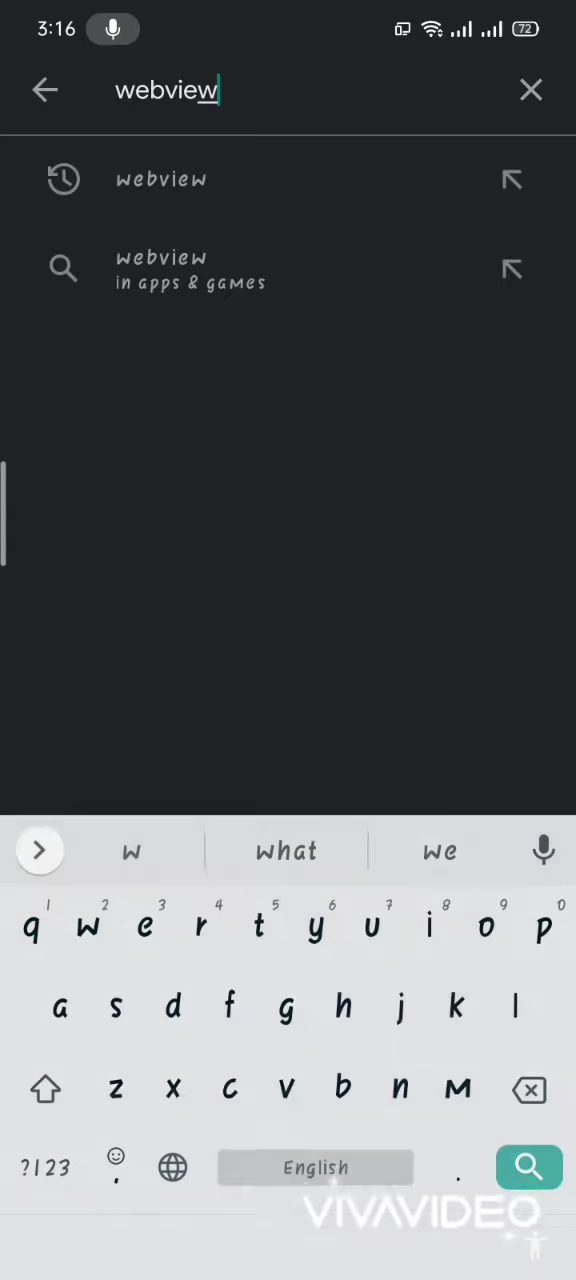 3:16
72
webview
webview
webview
in apps & games
w
what
we
1 2 3 4 5 6 7 8 9 0
q w e r t y u i o p
a s d f g h j k l
z x c v b n m
?123
,
English
.
VIVAVIDEO